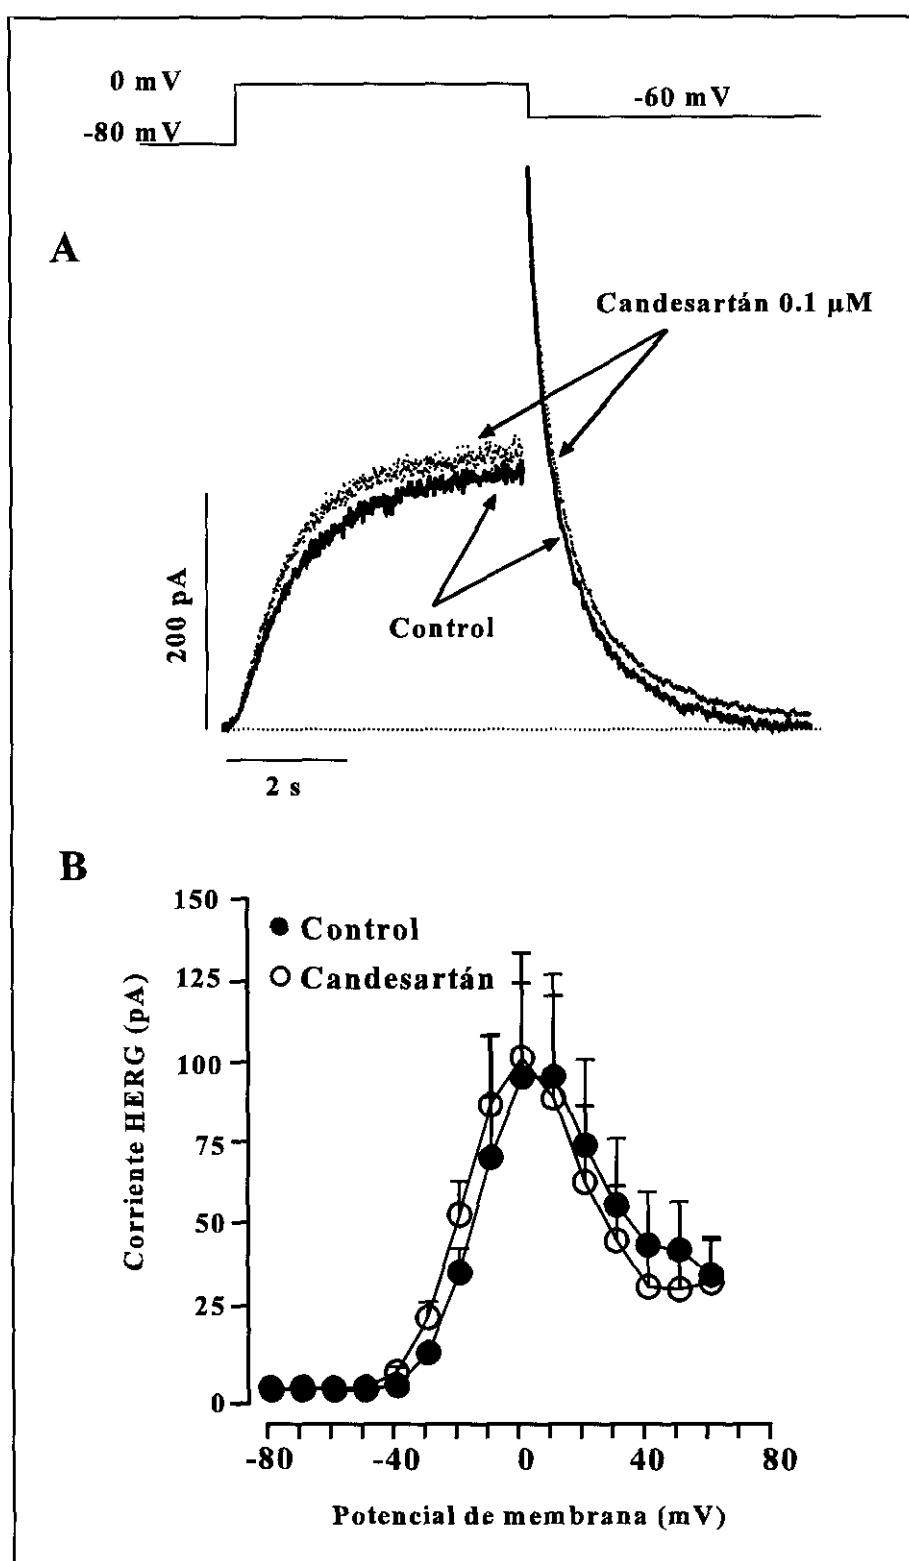 0 mV
-60 mV
-80 mV
A
Candesartán 0.1 µM
200 pA
Control
2 s
B
150
125
100
75
50
25
0
Control
Candesartán
Corriente HERG (pA)
-80 -40 0 40 80
Potencial de membrana (mV)